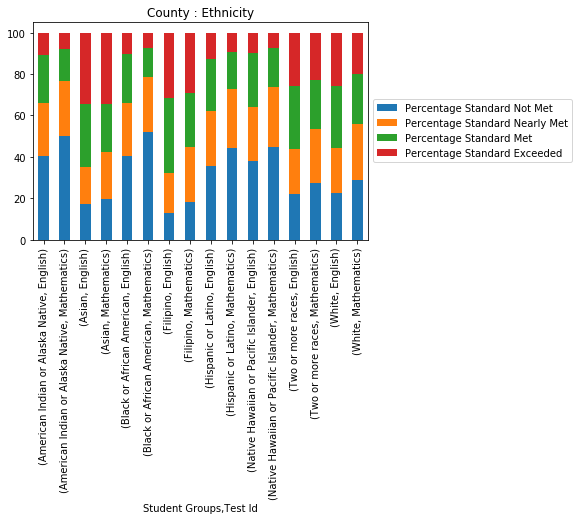 County : Ethnicity
100
80
60
40
20
0
Percentage Standard Not Met
Percentage Standard Nearly Met
Percentage Standard Met
Percentage Standard Exceeded
(American Indian or Alaska Native, English)
(American Indian or Alaska Native, Mathematics)
(Asian, English)
(Asian, Mathematics)
(Black or African American, English)
(Black or African American, Mathematics)
(Filipino, English)
(Filipino, Mathematics)
(Hispanic or Latino, English)
(Hispanic or Latino, Mathematics)
(Native Hawaiian or Pacific Islander, English)
(Native Hawaiian or Pacific Islander, Mathematics)
(Two or more races, English)
(Two or more races, Mathematics)
(White, English)
(White, Mathematics)
Student Groups,Test Id